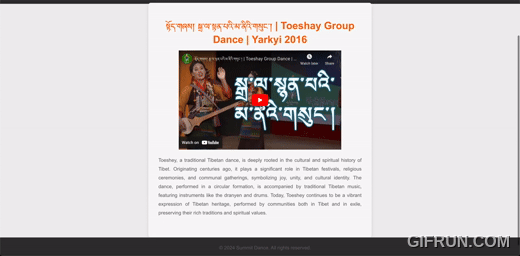 སྟོད་གཞས། སྒྲ་ལ་སྙན་པའི་མ་ནིའི་གསུང་། | Toeshay Group
Dance | Yarkyi 2016
| Toeshay Group Dance | ...
Watch later
Share
སྒྲ་ལ་སྙན་པའི་
མ་ནིའི་གསུང་།
Watch on YouTube
Toeshay, a traditional Tibetan dance, is deeply rooted in the cultural and spiritual history of
Tibet. Originating centuries ago, it plays a significant role in Tibetan festivals, religious
ceremonies, and communal gatherings, symbolizing joy, unity, and cultural identity. The
dance, performed in a circular formation, is accompanied by traditional Tibetan music,
featuring instruments like the dranyen and drums. Today, Toeshay continues to be a vibrant
expression of Tibetan heritage, performed by communities both in Tibet and in exile,
preserving their rich traditions and spiritual values.
© 2024 Buzemi Dance. All rights reserved.
GIFRUN.COM